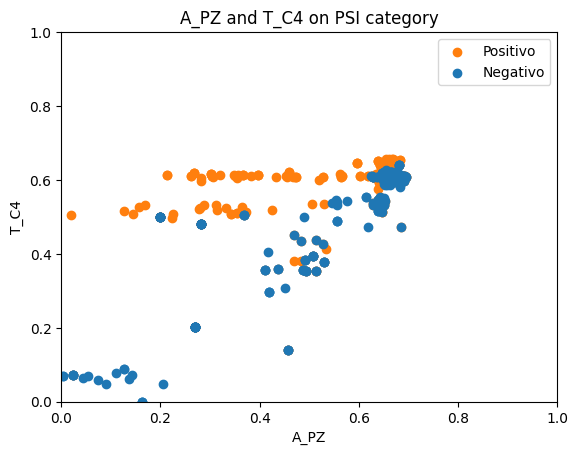 A_PZ and T_C4 on PSI category
Positivo
Negativo
T_C4
1.0
0.8
0.6
0.4
0.2
0.0
0.0 0.2 0.4 0.6 0.8 1.0
A_PZ